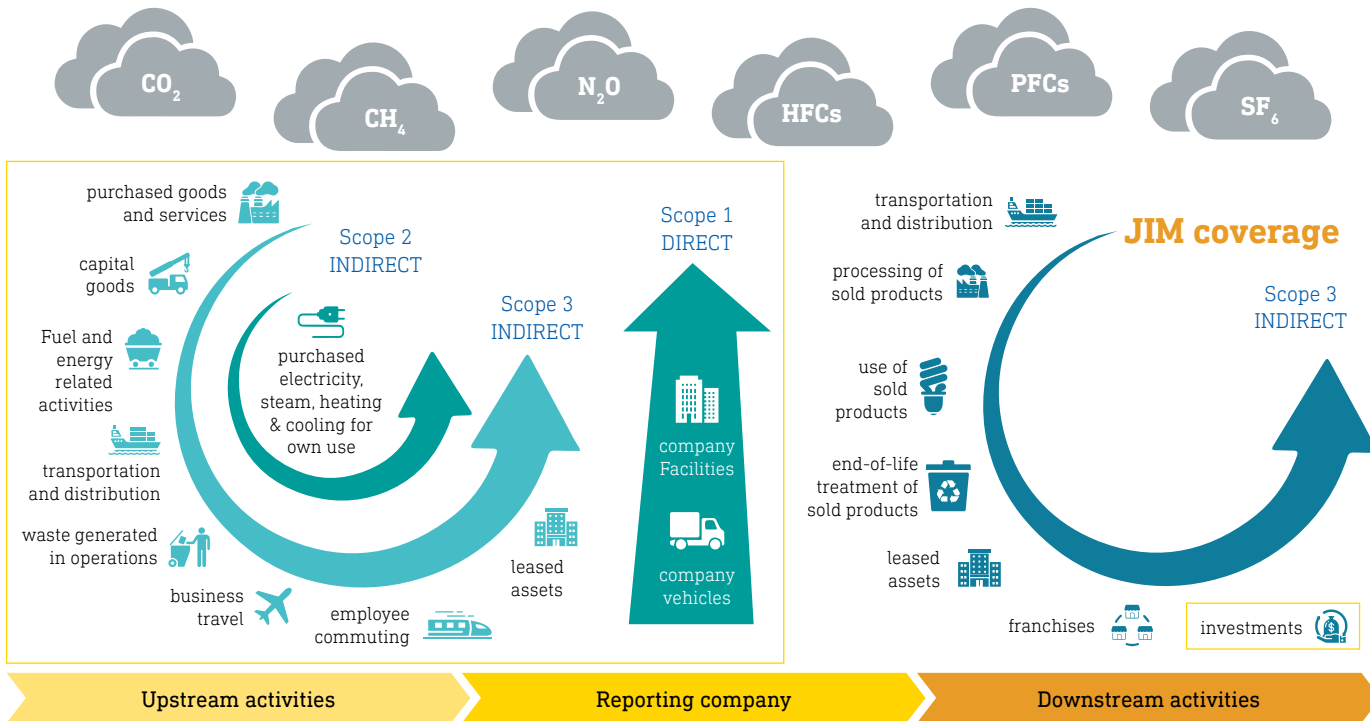 CO₂
CH₄
N₂O
HFCs
PFCs
SF₆
purchased goods
and services
capital
goods
Fuel and
energy
related
activities
transportation
and distribution
waste generated
in operations
business
travel
employee
commuting
leased
assets
Scope 2
INDIRECT
purchased
electricity,
steam, heating
& cooling for
own use
Scope 3
INDIRECT
Scope 1
DIRECT
company
Facilities
company
vehicles
transportation
and distribution
JIM coverage
processing of
sold products
Scope 3
INDIRECT
use of
sold
products
end-of-life
treatment of
sold products
leased
assets
franchises
investments
Upstream activities
Reporting company
Downstream activities